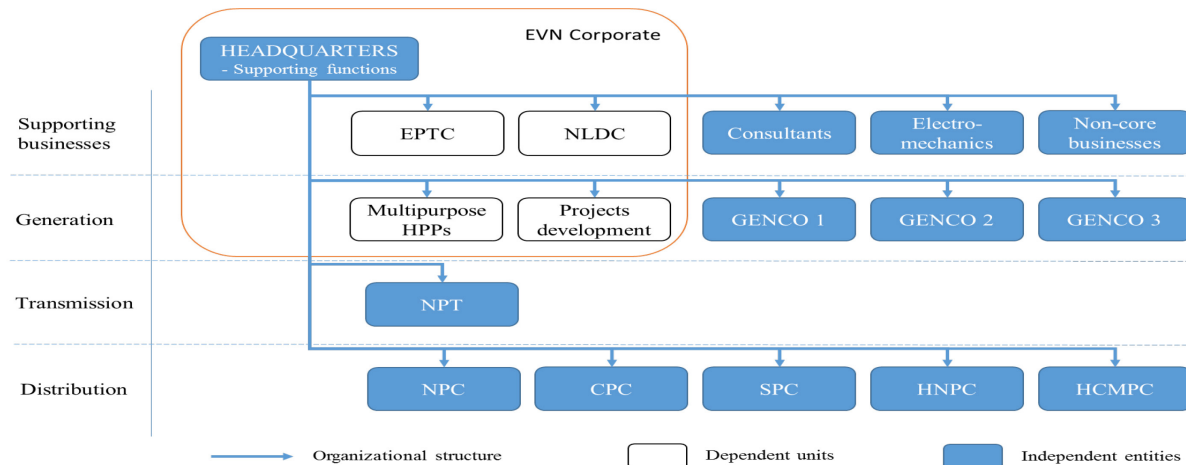 EVN Corporate
HEADQUARTERS
- Supporting functions
Supporting
businesses
EPTC
NLDC
Consultants
Electro-
mechanics
Non-core
businesses
Generation
Multipurpose
HPPs
Projects
development
GENCO 1
GENCO 2
GENCO 3
Transmission
NPT
Distribution
NPC
CPC
SPC
HNPC
HCMPC
Organizational structure
Dependent units
Independent entities